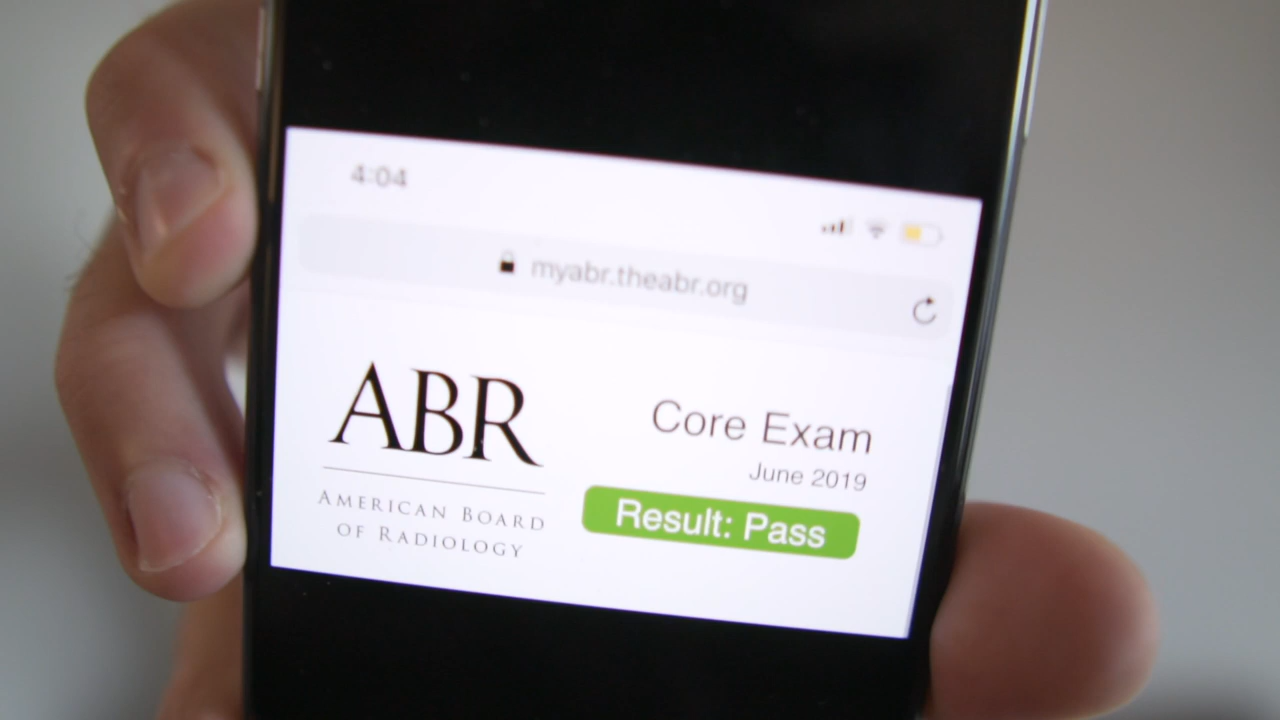 4:04
myabr.theabr.org
ABR
AMERICAN BOARD
OF RADIOLOGY
Core Exam
June 2019
Result: Pass